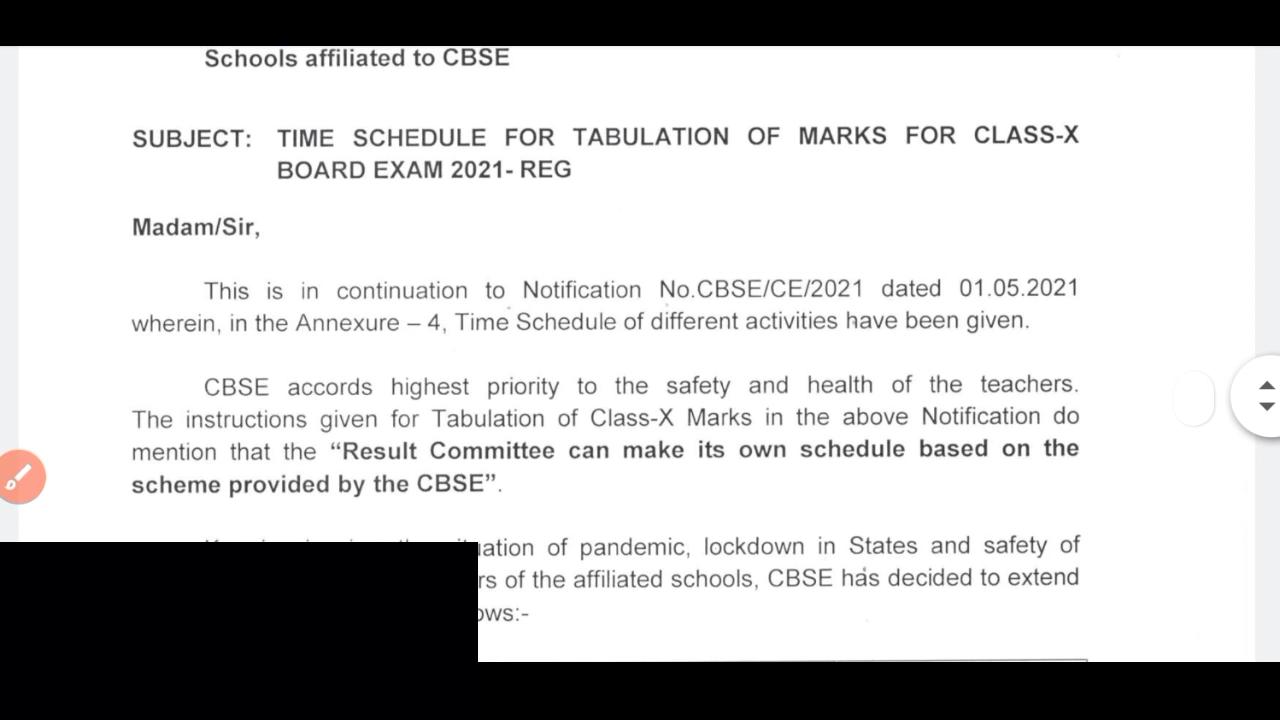 Schools affiliated to CBSE
SUBJECT: TIME SCHEDULE FOR TABULATION OF MARKS FOR CLASS-X
BOARD EXAM 2021- REG
Madam/Sir,
This is in continuation to Notification No.CBSE/CE/2021 dated 01.05.2021
wherein, in the Annexure – 4, Time Schedule of different activities have been given.
CBSE accords highest priority to the safety and health of the teachers.
The instructions given for Tabulation of Class-X Marks in the above Notification do
mention that the “Result Committee can make its own schedule based on the
scheme provided by the CBSE”.
of pandemic, lockdown in States and safety of
of the affiliated schools, CBSE has decided to extend